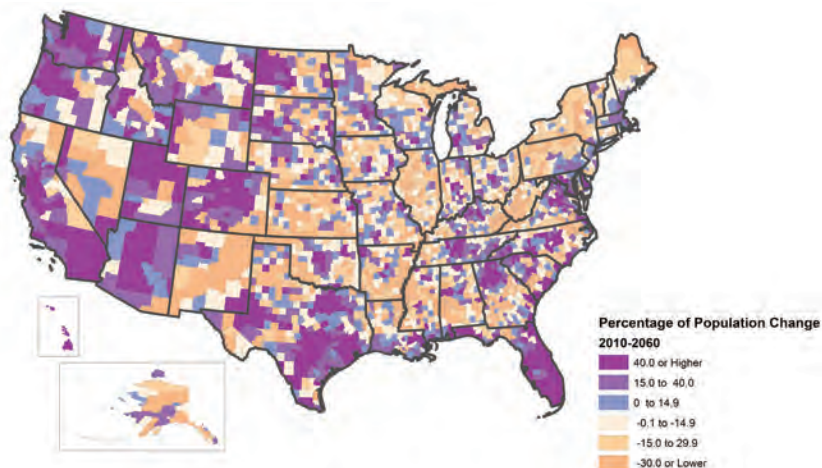 Percentage of Population Change
2010-2060
40.0 or Higher
15.0 to 40.0
0 to 14.9
-0.1 to -14.9
-15.0 to 29.9
-30.0 or Lower